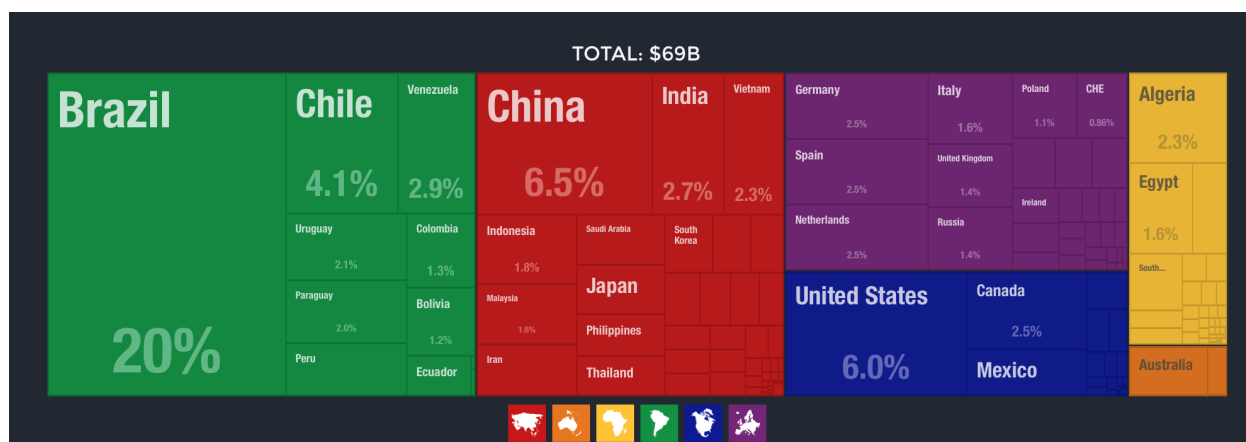 TOTAL: $69B
Brazil
20%
Chile
4.1%
Venezuela
2.9%
Uruguay
2.1%
Paraguay
2.0%
Peru
Colombia
1.3%
Bolivia
1.2%
Ecuador
China
6.5%
India
2.7%
Vietnam
2.3%
Indonesia
1.8%
Malaysia
1.6%
Iran
Saudi Arabia
Japan
Philippines
Thailand
South
Korea
Germany
2.5%
Spain
2.5%
Netherlands
2.5%
Italy
1.6%
United Kingdom
1.4%
Russia
1.4%
Poland
1.1%
CHE
0.86%
Ireland
United States
6.0%
Canada
2.5%
Mexico
Algeria
2.3%
Egypt
1.6%
South...
Australia